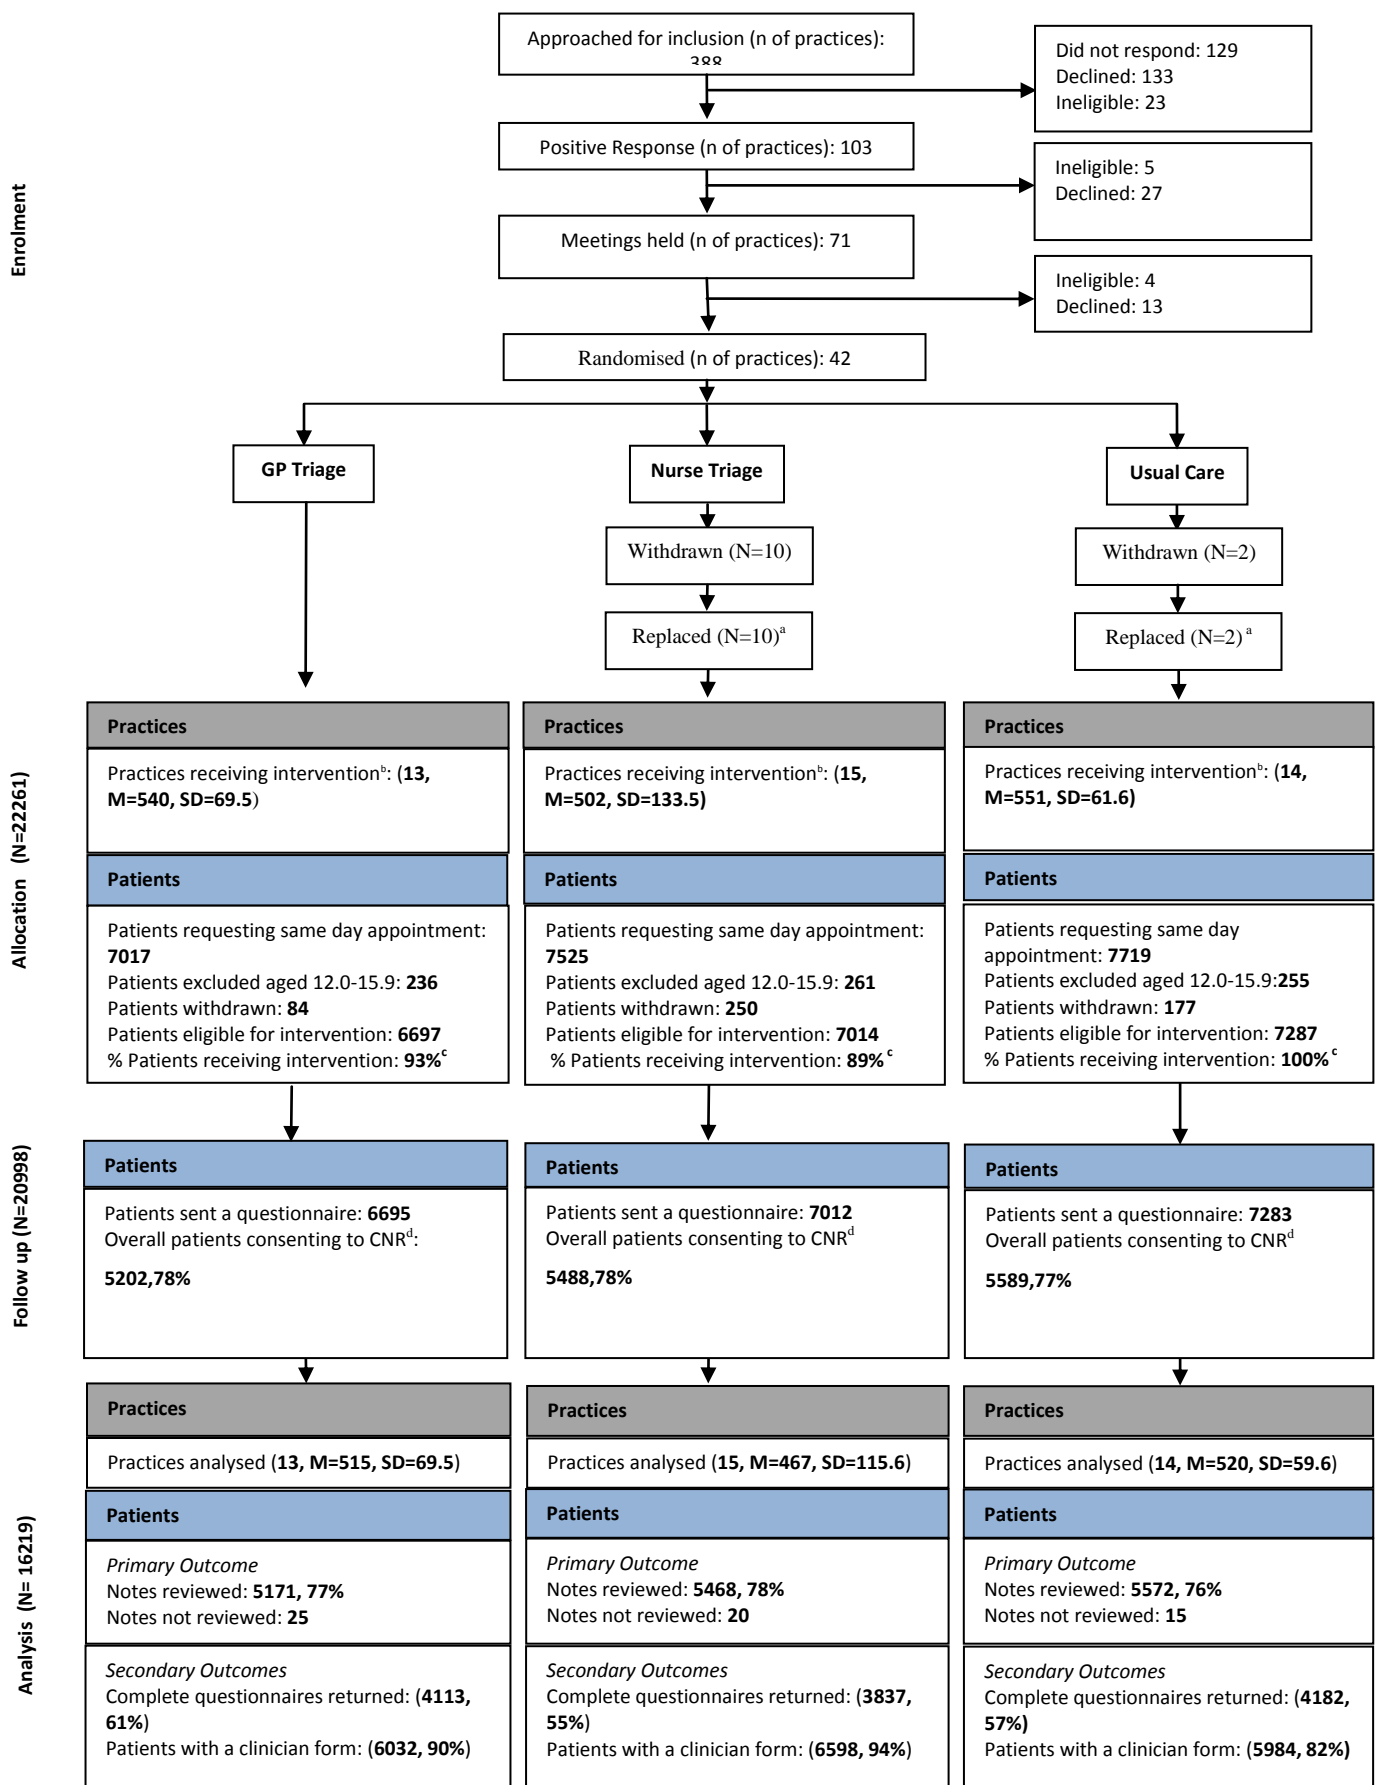 Approached for inclusion (n of practices):
388
Did not respond: 129
Declined: 133
Ineligible: 23
Positive Response (n of practices): 103
Ineligible: 5
Declined: 27
Meetings held (n of practices): 71
Ineligible: 4
Declined: 13
Randomised (n of practices): 42
Enrolment
GP Triage
Nurse Triage
Usual Care
Withdrawn (N=10)
Withdrawn (N=2)
Replaced (N=10)a
Replaced (N=2) a
Allocation (N=22261)
Practices
Practices receiving interventionb: (13,
M=540, SD=69.5)
Patients
Patients requesting same day appointment:
7017
Patients excluded aged 12.0-15.9: 236
Patients withdrawn: 84
Patients eligible for intervention: 6697
% Patients receiving intervention: 93%c
Practices
Practices receiving interventionb: (15,
M=502, SD=133.5)
Patients
Patients requesting same day appointment:
7525
Patients excluded aged 12.0-15.9: 261
Patients withdrawn: 250
Patients eligible for intervention: 7014
% Patients receiving intervention: 89%c
Practices
Practices receiving interventionb: (14,
M=551, SD=61.6)
Patients
Patients requesting same day
appointment: 7719
Patients excluded aged 12.0-15.9:255
Patients withdrawn: 177
Patients eligible for intervention: 7287
% Patients receiving intervention: 100% c
Follow up (N=20998)
Patients
Patients sent a questionnaire: 6695
Overall patients consenting to CNRd:
5202,78%
Patients
Patients sent a questionnaire: 7012
Overall patients consenting to CNRd
5488,78%
Patients
Patients sent a questionnaire: 7283
Overall patients consenting to CNRd
5589,77%
Analysis (N= 16219)
Practices
Practices analysed (13, M=515, SD=69.5)
Patients
Primary Outcome
Notes reviewed: 5171, 77%
Notes not reviewed: 25
Secondary Outcomes
Complete questionnaires returned: (4113,
61%)
Patients with a clinician form: (6032, 90%)
Practices
Practices analysed (15, M=467, SD=115.6)
Patients
Primary Outcome
Notes reviewed: 5468, 78%
Notes not reviewed: 20
Secondary Outcomes
Complete questionnaires returned: (3837,
55%)
Patients with a clinician form: (6598, 94%)
Practices
Practices analysed (14, M=520, SD=59.6)
Patients
Primary Outcome
Notes reviewed: 5572, 76%
Notes not reviewed: 15
Secondary Outcomes
Complete questionnaires returned: (4182,
57%)
Patients with a clinician form: (5984, 82%)